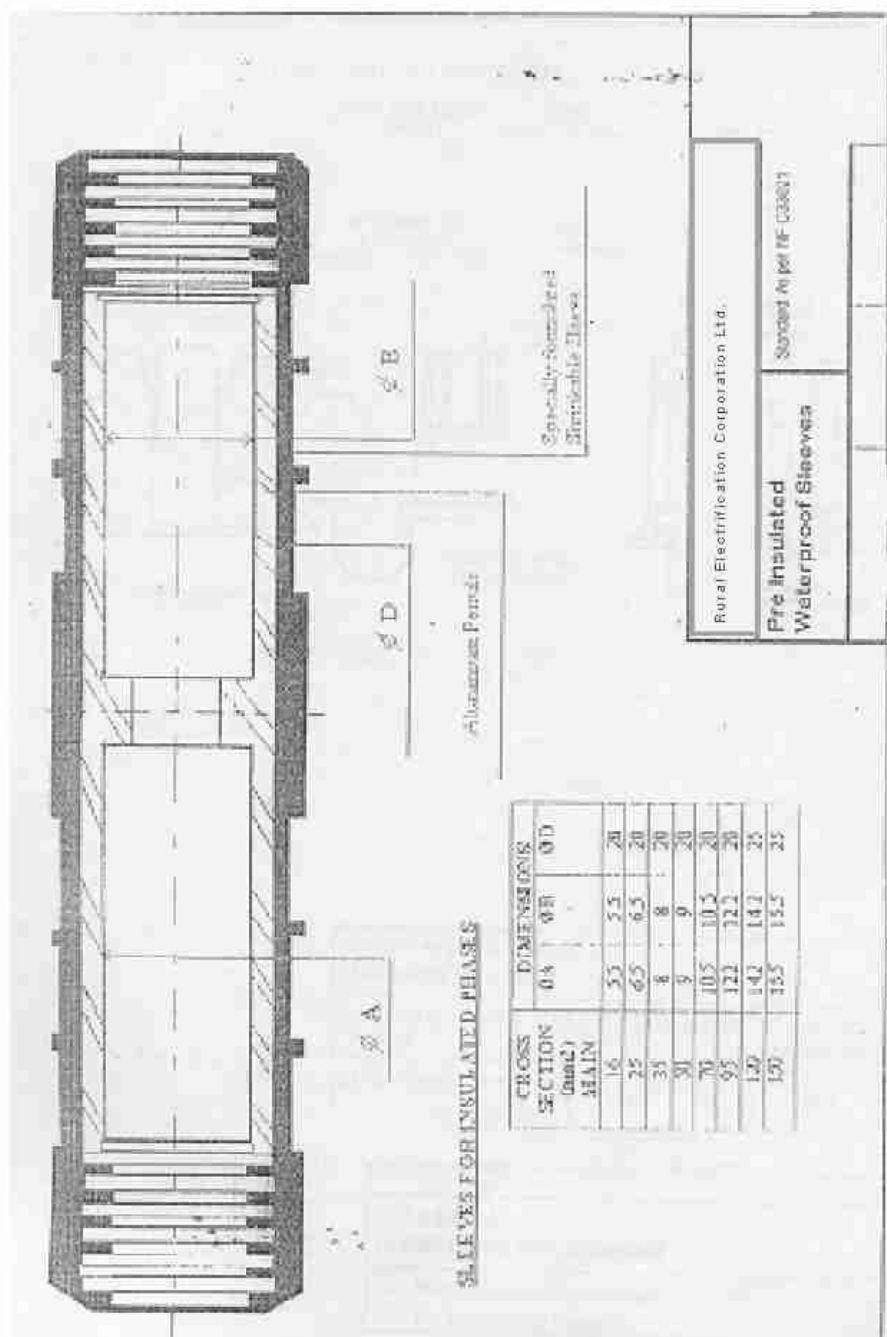 Ø E
Specially formulated
Shrinkable Sleeve
Ø D
Aluminium Ferrule
Ø A
SLEEVES FOR INSULATED PHASES
CROSS SECTION (mm2) MAIN DIMENSIONS
ØA ØB ØD
16 5.5 5.5 20
25 6.5 6.5 20
35 8 8 20
50 9 9 20
70 10.5 10.5 20
95 12.2 12.2 20
120 14.2 14.2 25
150 15.5 15.5 25
Rural Electrification Corporation Ltd.
Pre Insulated
Waterproof Sleeves
Standard As per NF C33021